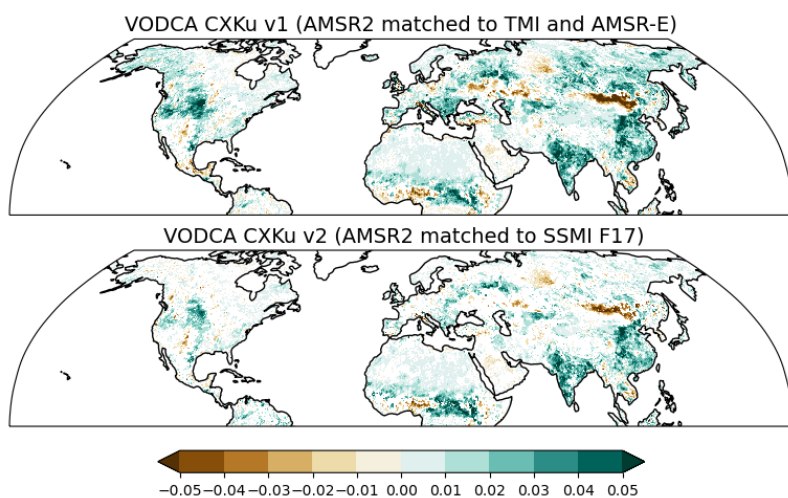 VODCA CXKu v1 (AMSR2 matched to TMI and AMSR-E)
VODCA CXKu v2 (AMSR2 matched to SSMI F17)
−0.05 −0.04 −0.03 −0.02 −0.01 0.00 0.01 0.02 0.03 0.04 0.05